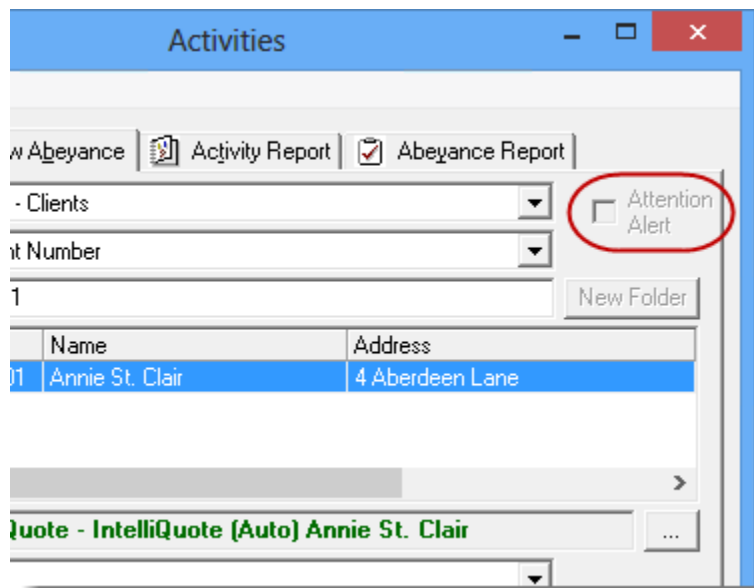 Activities
w Abeyance Activity Report Abeyance Report
- Clients
Attention
Alert
nt Number
1
New Folder
Name Address
01 Annie St. Clair 4 Aberdeen Lane
Quote - IntelliQuote (Auto) Annie St. Clair
...